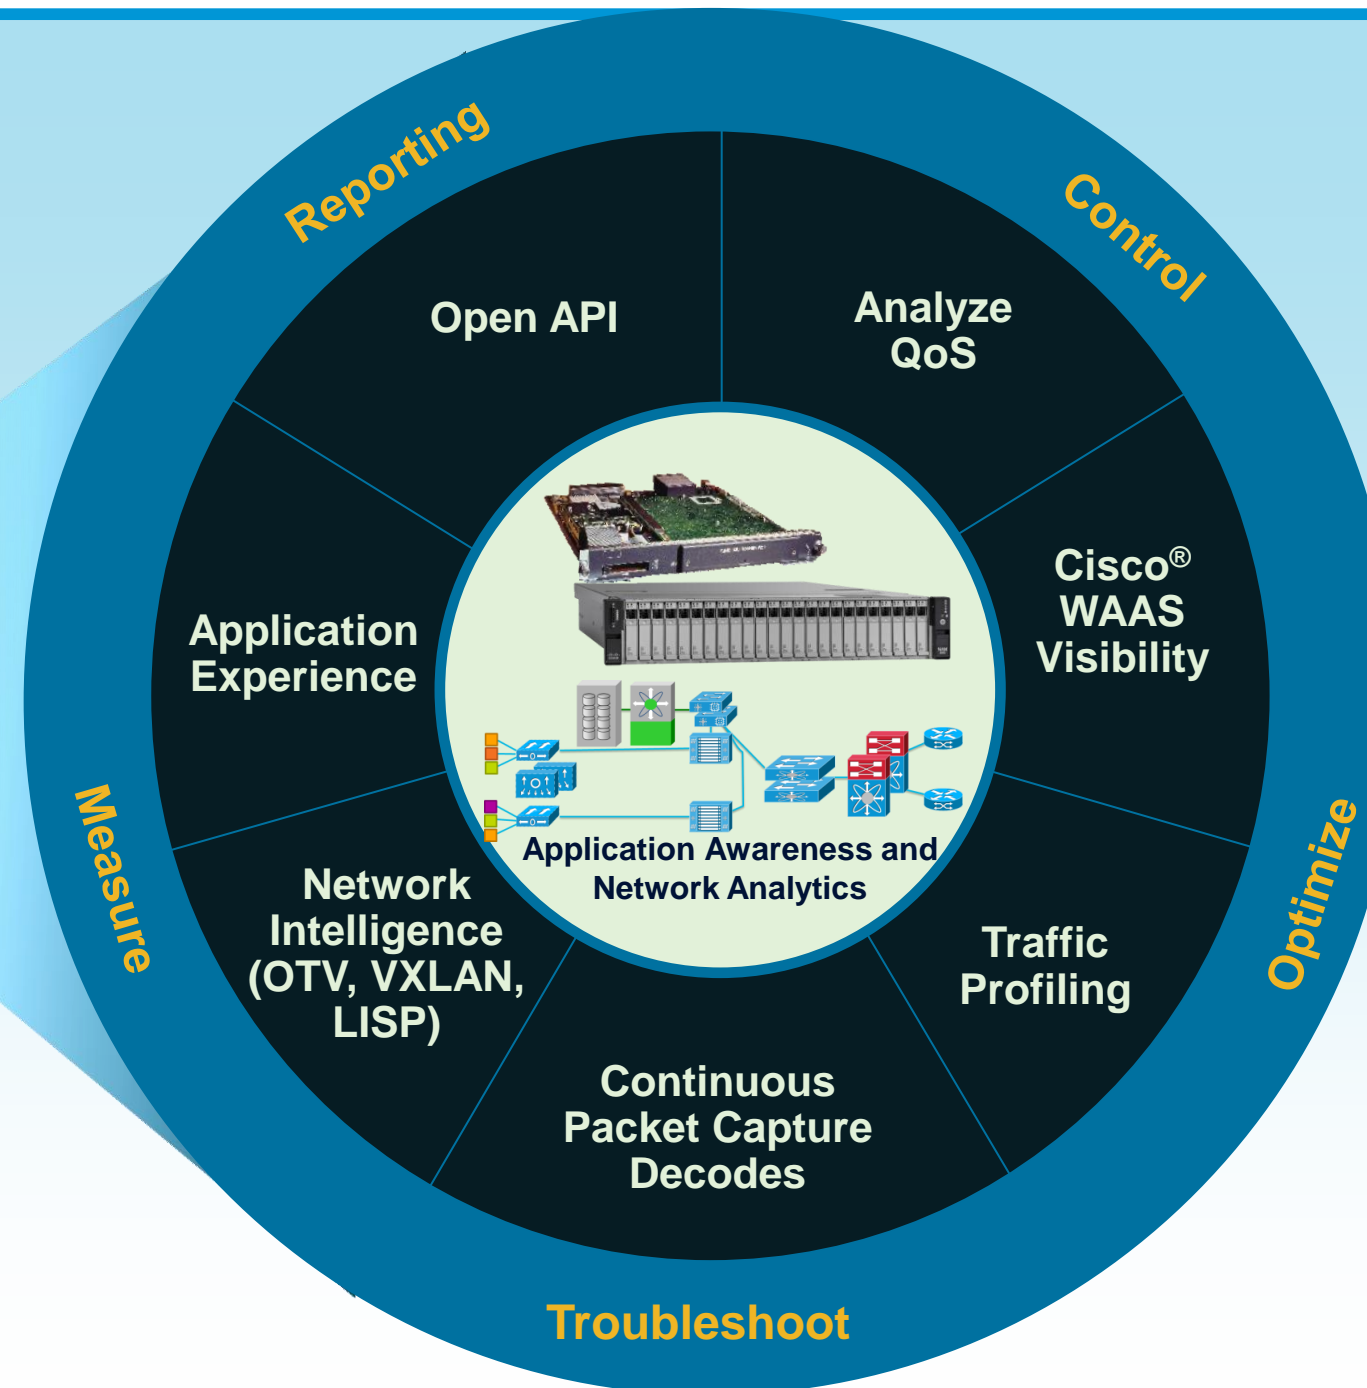 Reporting
Control
Open API
Analyze
QoS
Cisco®
WAAS
Visibility
Application
Experience
Measure
Optimize
Application Awareness and
Network Analytics
Network
Intelligence
(OTV, VXLAN,
LISP)
Traffic
Profiling
Continuous
Packet Capture
Decodes
Troubleshoot